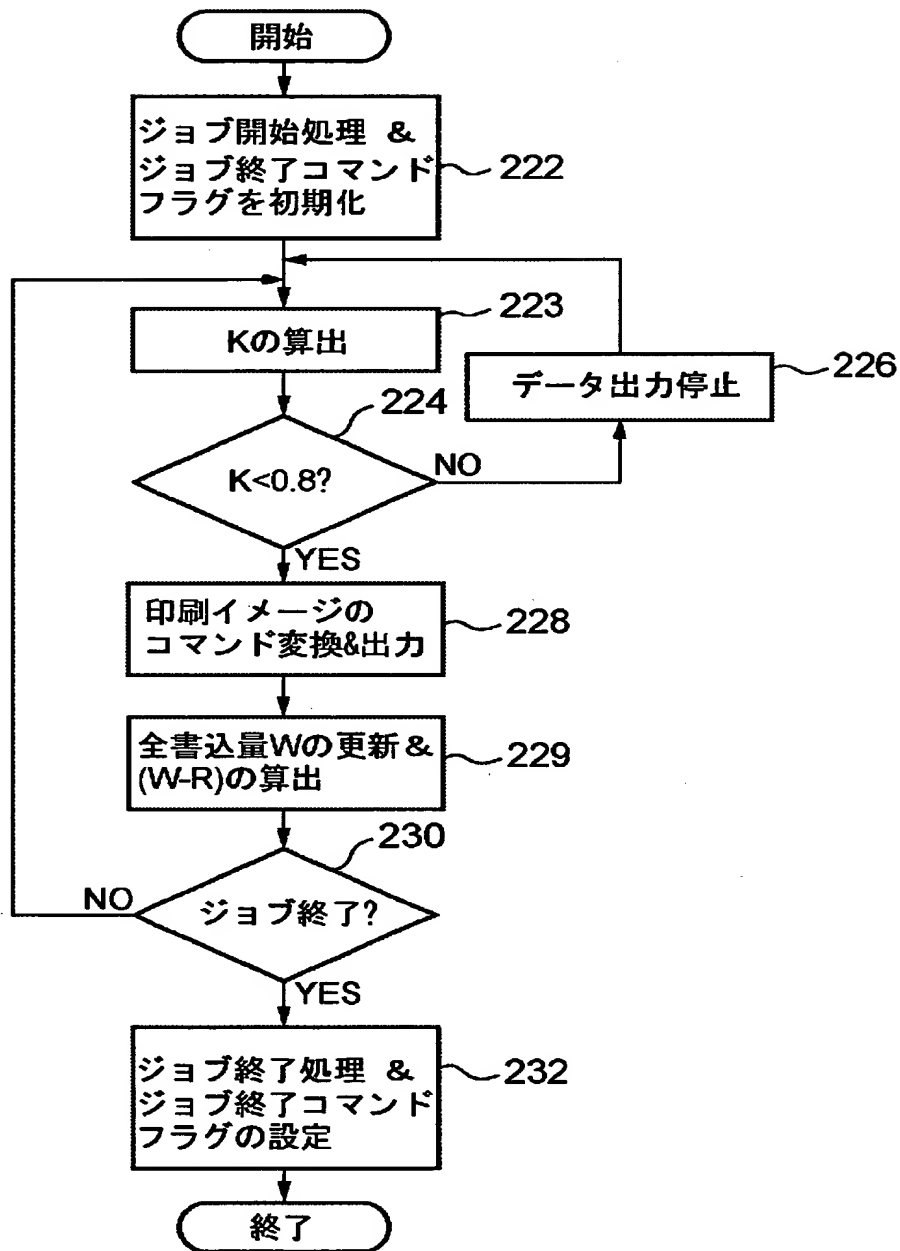 開始
ジョブ開始処理 &
ジョブ終了コマンド
フラグを初期化
222
Kの算出
223
データ出力停止
226
224
K<0.8?
NO
YES
印刷イメージの
コマンド変換&出力
228
全書込量Wの更新&
(W-R)の算出
229
230
NO
ジョブ終了?
YES
ジョブ終了処理 &
ジョブ終了コマンド
フラグの設定
232
終了